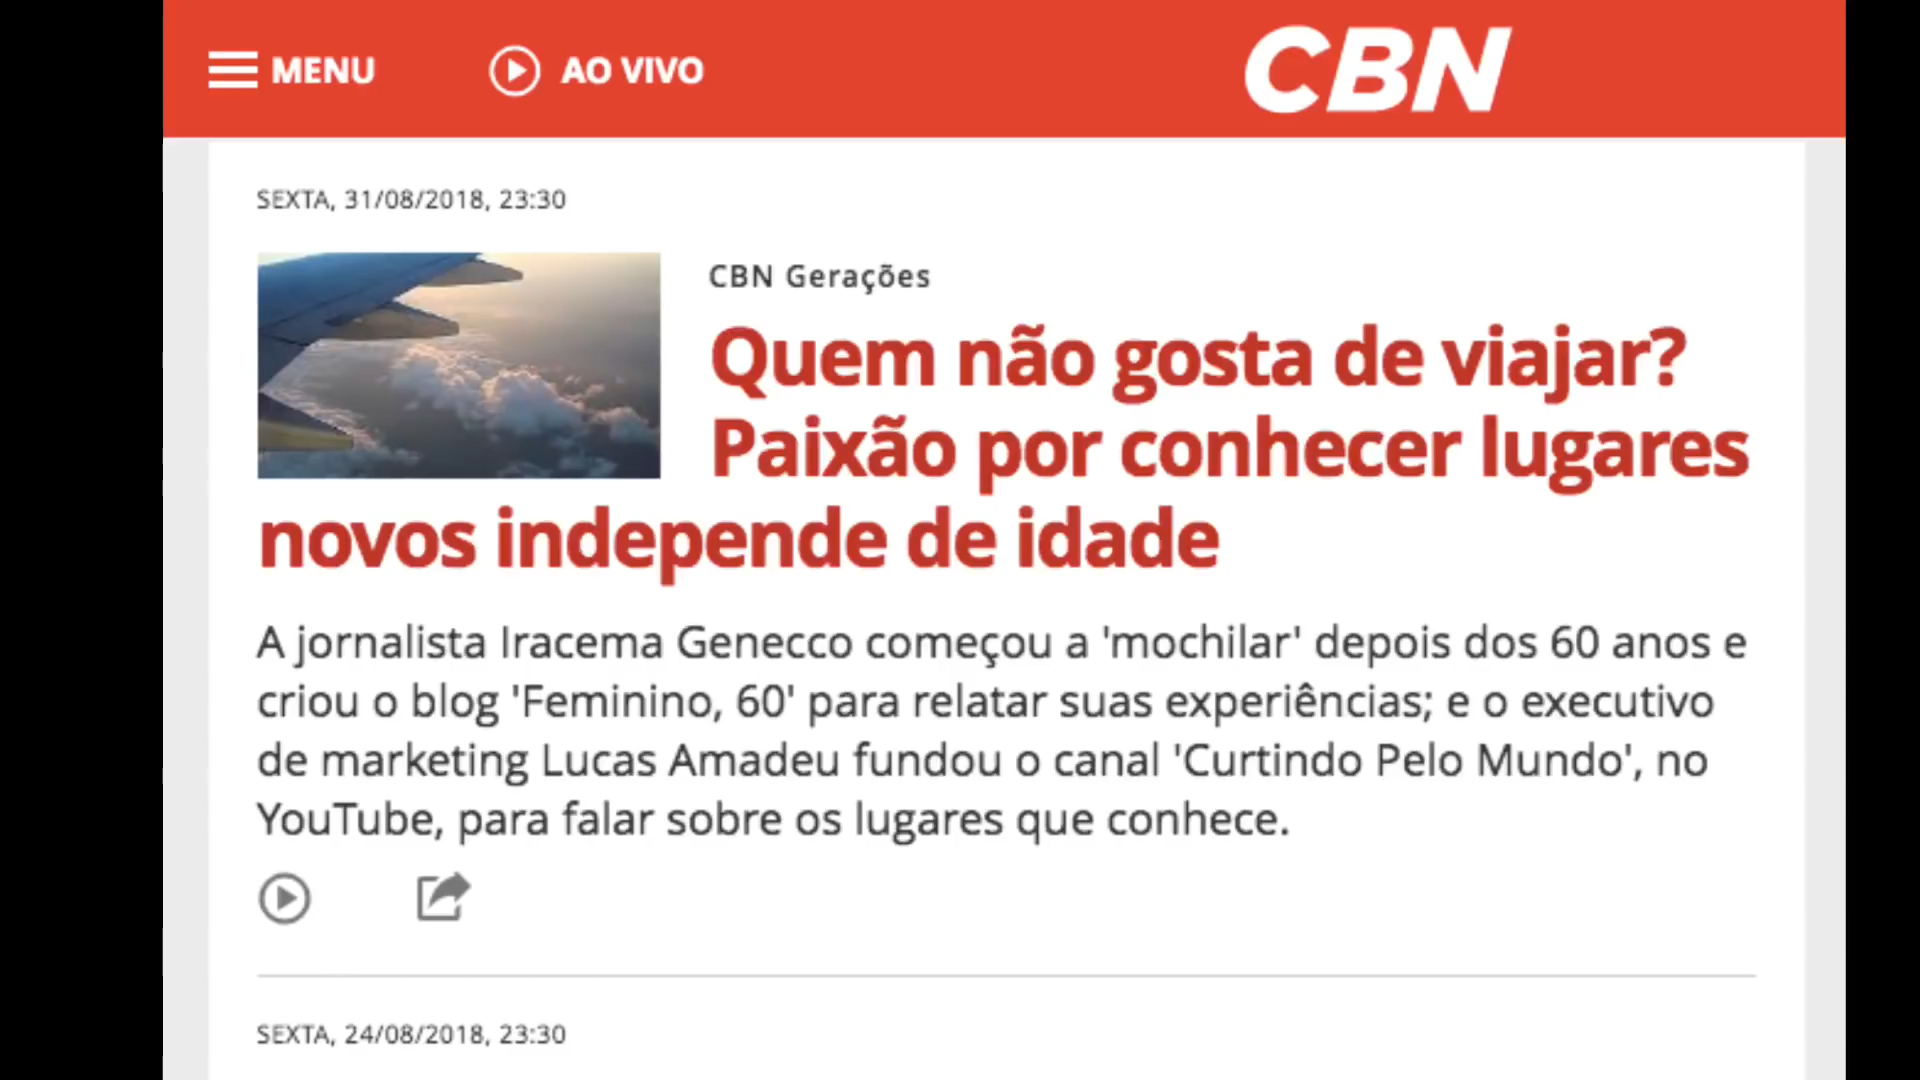 MENU
AO VIVO
CBN
SEXTA, 31/08/2018, 23:30
CBN Gerações
Quem não gosta de viajar?
Paixão por conhecer lugares
novos independe de idade
A jornalista Iracema Genecco começou a 'mochilar' depois dos 60 anos e
criou o blog 'Feminino, 60' para relatar suas experiências; e o executivo
de marketing Lucas Amadeu fundou o canal 'Curtindo Pelo Mundo', no
YouTube, para falar sobre os lugares que conhece.
SEXTA, 24/08/2018, 23:30